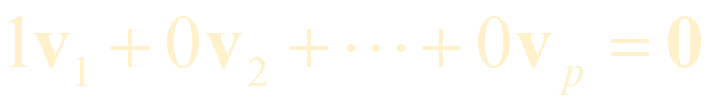 1v₁ + 0v₂ + ⋯ + 0vₚ = 0